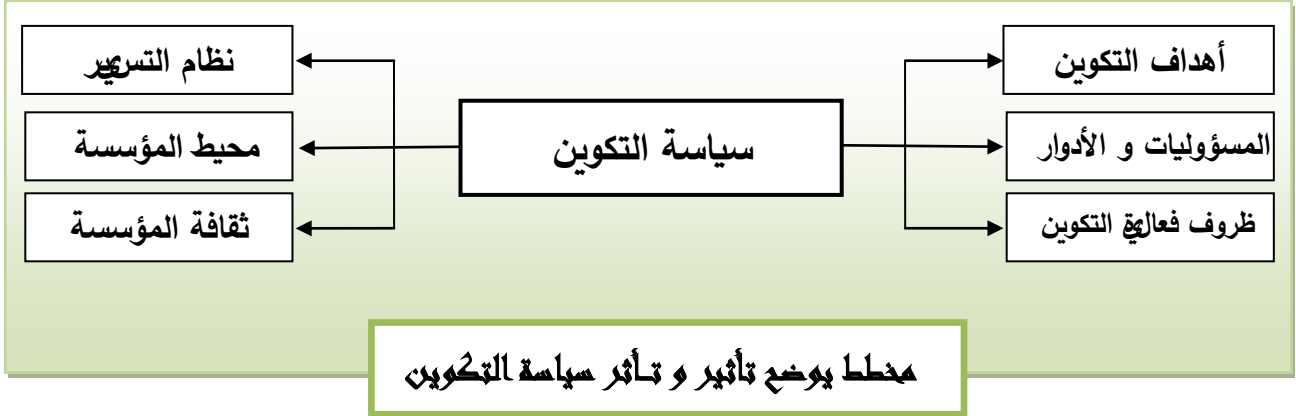 أهداف التكوين
نظام التسيير
سياسة التكوين
المسؤوليات و الأدوار
محيط المؤسسة
ظروف فعالية التكوين
ثقافة المؤسسة
مخطط يوضح تأثير و تأثر سياسة التكوين